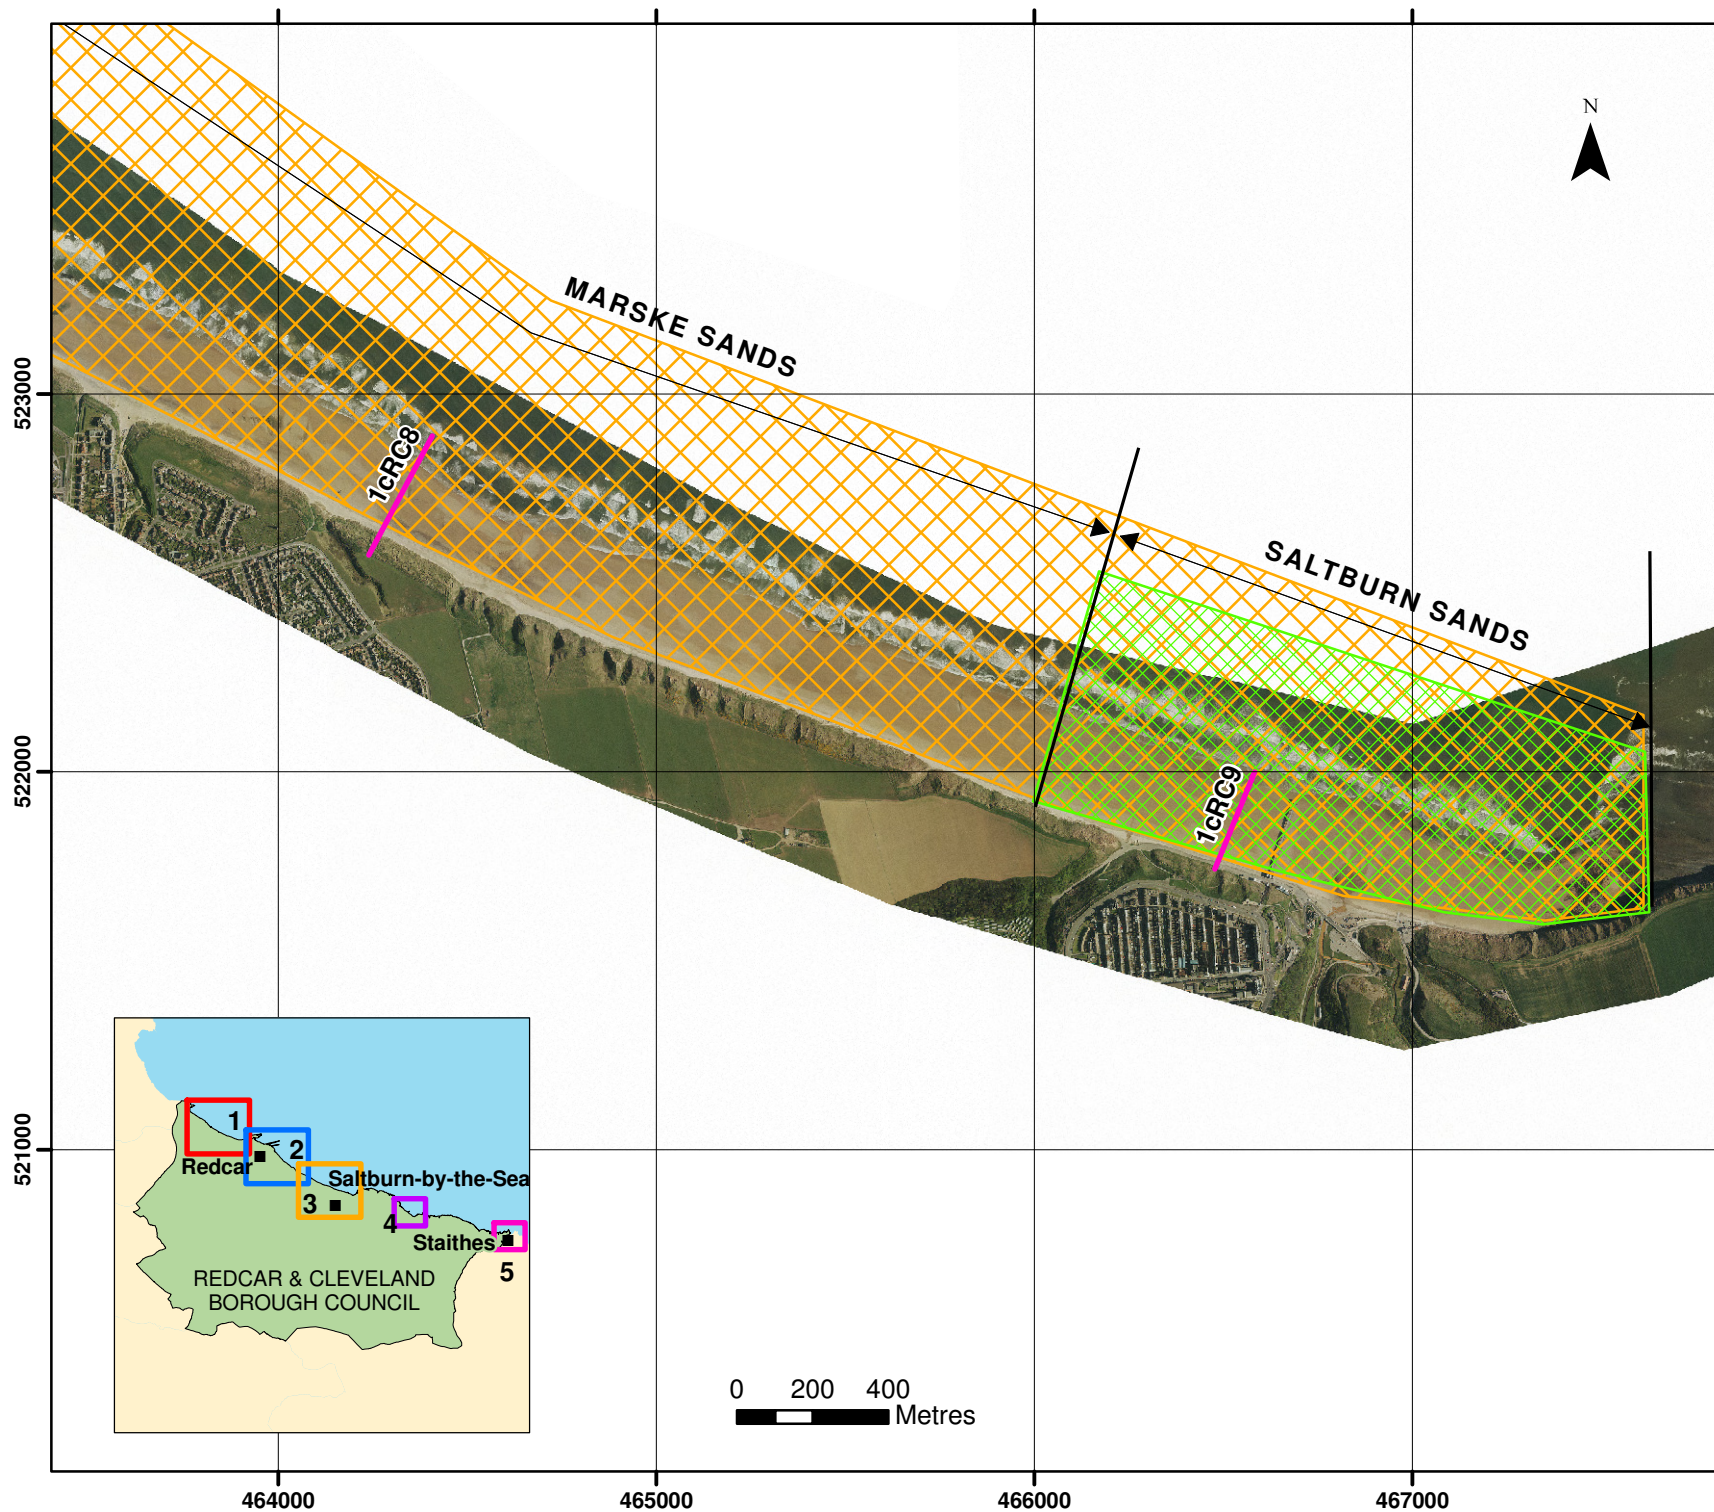 N
MARSKE SANDS
SALTBURN SANDS
1cRC8
1cRC9
523000
522000
521000
1
2
Redcar
Saltburn-by-the-Sea
3
4
Staithes
5
REDCAR & CLEVELAND
BOROUGH COUNCIL
0 200 400
Metres
464000 465000 466000 467000